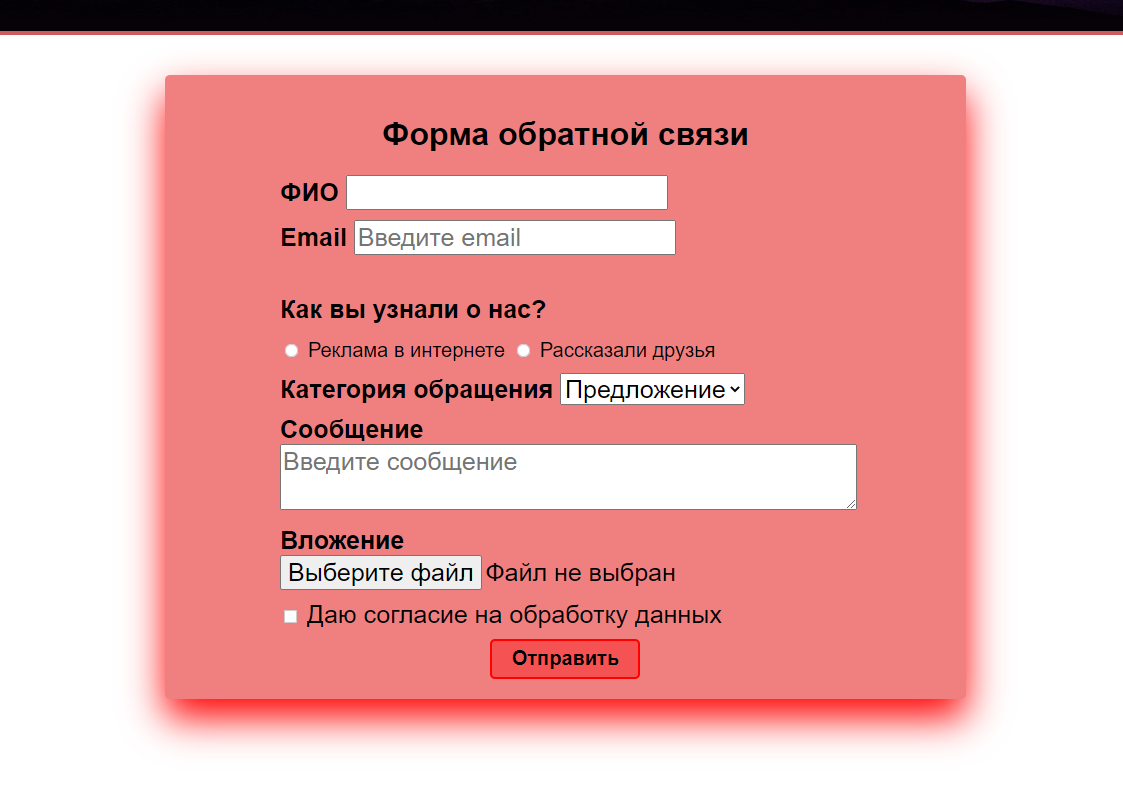 Форма обратной связи
ФИО
Email Введите email
Как вы узнали о нас?
Реклама в интернете Рассказали друзья
Категория обращения Предложение
Сообщение
Введите сообщение
Вложение
Выберите файл Файл не выбран
Даю согласие на обработку данных
Отправить